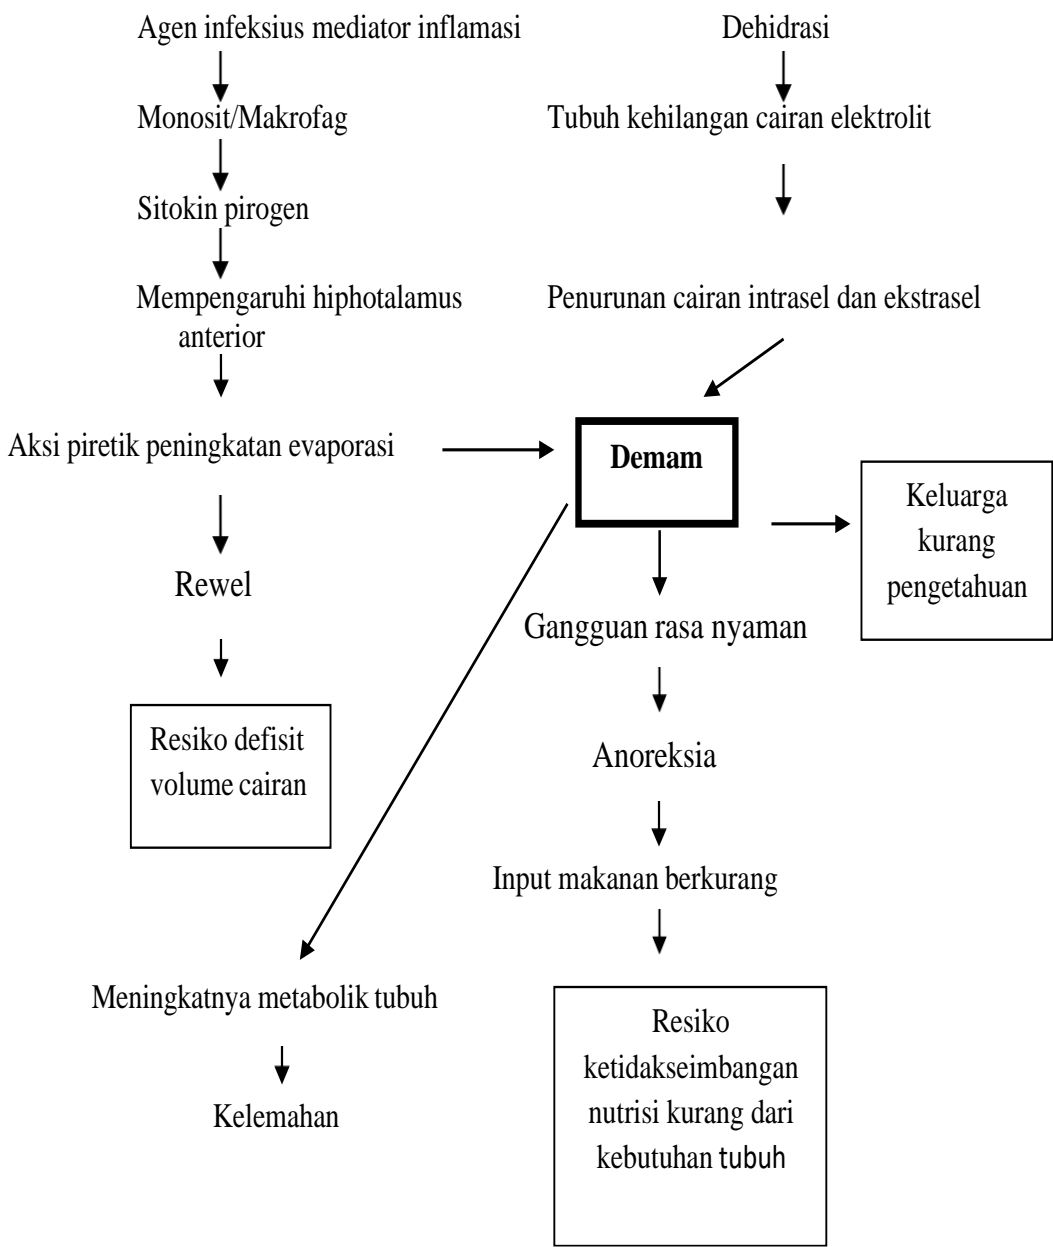 Agen infeksius mediator inflamasi
Dehidrasi
Monosit/Makrofag
Tubuh kehilangan cairan elektrolit
Sitokin pirogen
Mempengaruhi hiphotalamus
anterior
Penurunan cairan intrasel dan ekstrasel
Aksi piretik peningkatan evaporasi
Demam
Keluarga
kurang
pengetahuan
Rewel
Gangguan rasa nyaman
Resiko defisit
volume cairan
Anoreksia
Input makanan berkurang
Meningkatnya metabolik tubuh
Kelemahan
Resiko
ketidakseimbangan
nutrisi kurang dari
kebutuhan tubuh